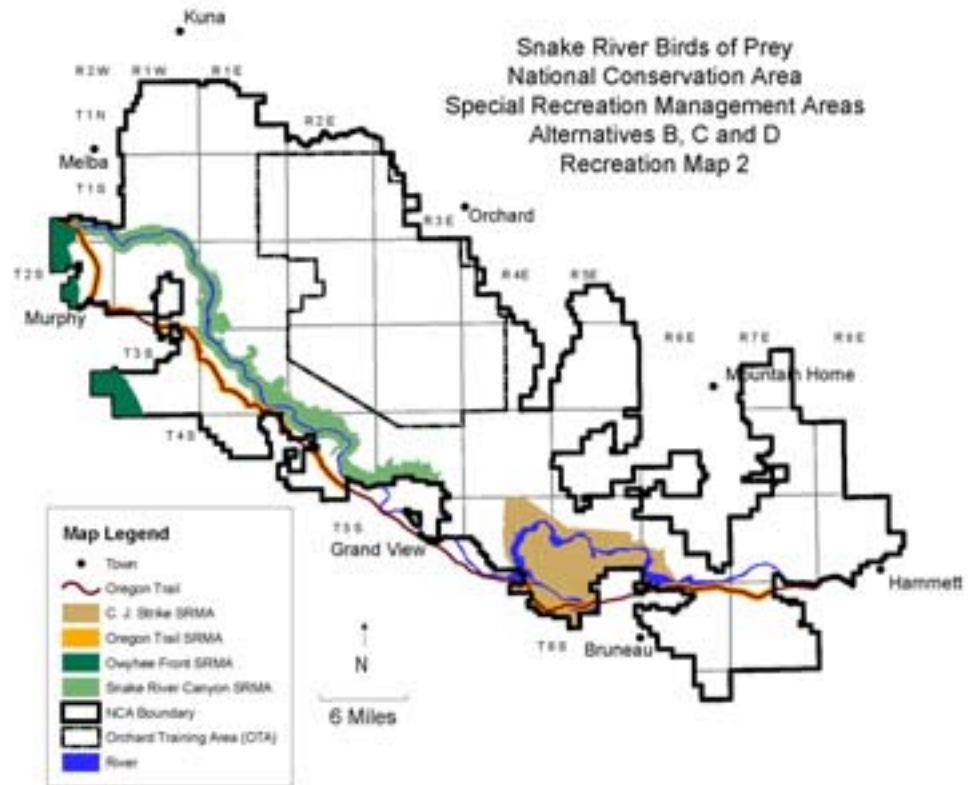 Kuna
Snake River Birds of Prey
National Conservation Area
Special Recreation Management Areas
Alternatives B, C and D
Recreation Map 2
R2W R1W R1E
T1N
R2E
Melba
T1S
R3E
Orchard
T2S
R4E
R5E
Murphy
T3S
R6E
R7E
R8E
Mountain Home
T4S
T5S
Grand View
Hammett
T6S
Bruneau
N
6 Miles
Map Legend
Town
Oregon Trail
C. J. Strike SRMA
Oregon Trail SRMA
Owyhee Front SRMA
Snake River Canyon SRMA
NCA Boundary
Orchard Training Area (OTA)
River